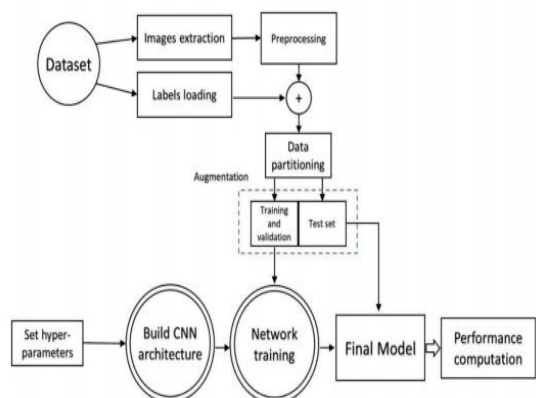 Dataset
Images extraction
Preprocessing
Labels loading
+
Data
partitioning
Augmentation
Training
and
validation
Test set
Set hyper-
parameters
Build CNN
architecture
Network
training
Final Model
Performance
computation